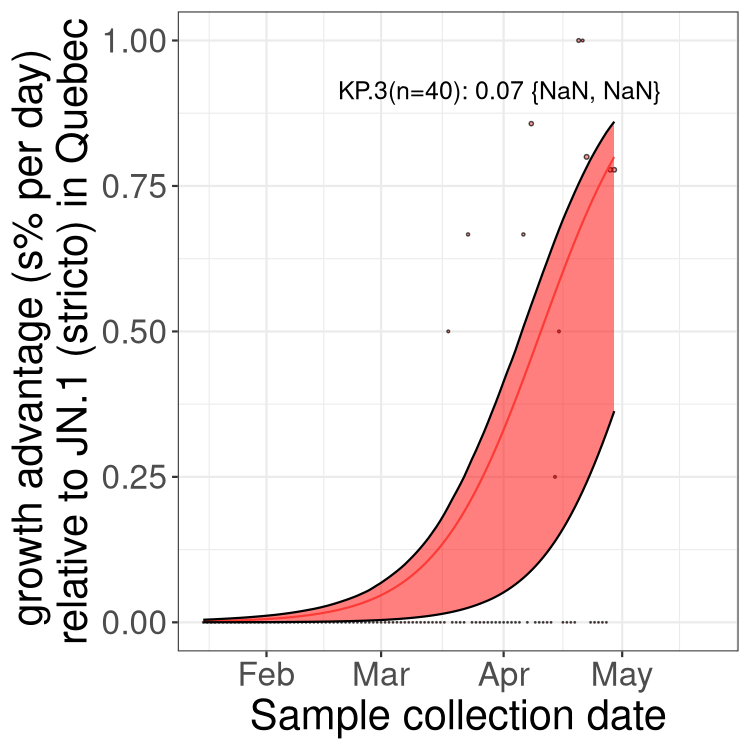 growth advantage (s% per day)
relative to JN.1 (stricto) in Quebec
1.00
0.75
0.50
0.25
0.00
KP.3(n=40): 0.07 {NaN, NaN}
Feb Mar Apr May
Sample collection date